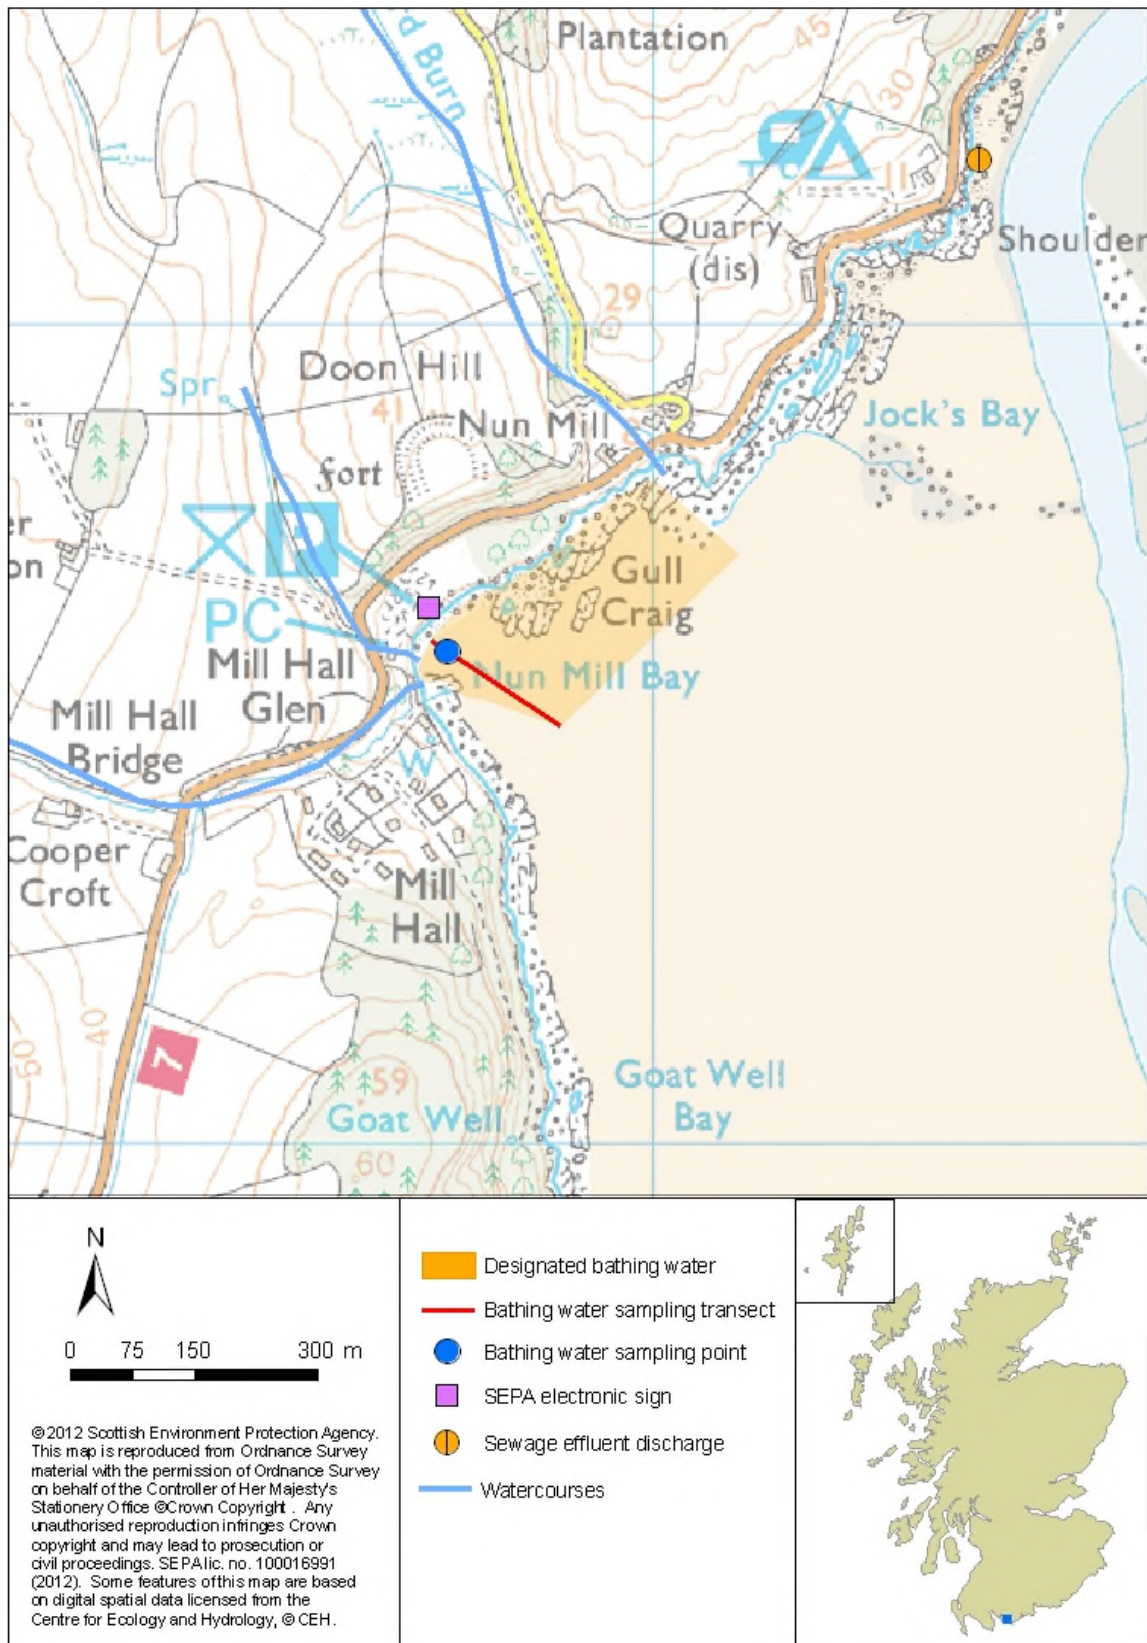 Plantation
45
d Burn
30
11
Quarry
(dis)
Shoulder
29
Doon Hill
Spr
41
Nun Mill
Jock's Bay
fort
er
on
Gull
Craig
PC
Mill Hall
Glen
Nun Mill Bay
Mill Hall
Bridge
W
Cooper
Croft
Mill
Hall
40
50
7
59
Goat Well
Bay
Goat Well
60
N
0 75 150 300 m
©2012 Scottish Environment Protection Agency.
This map is reproduced from Ordnance Survey
material with the permission of Ordnance Survey
on behalf of the Controller of Her Majesty's
Stationery Office ©Crown Copyright . Any
unauthorised reproduction infringes Crown
copyright and may lead to prosecution or
civil proceedings. SEPA lic. no. 100016991
(2012). Some features of this map are based
on digital spatial data licensed from the
Centre for Ecology and Hydrology, © CEH.
Designated bathing water
Bathing water sampling transect
Bathing water sampling point
SEPA electronic sign
Sewage effluent discharge
Watercourses